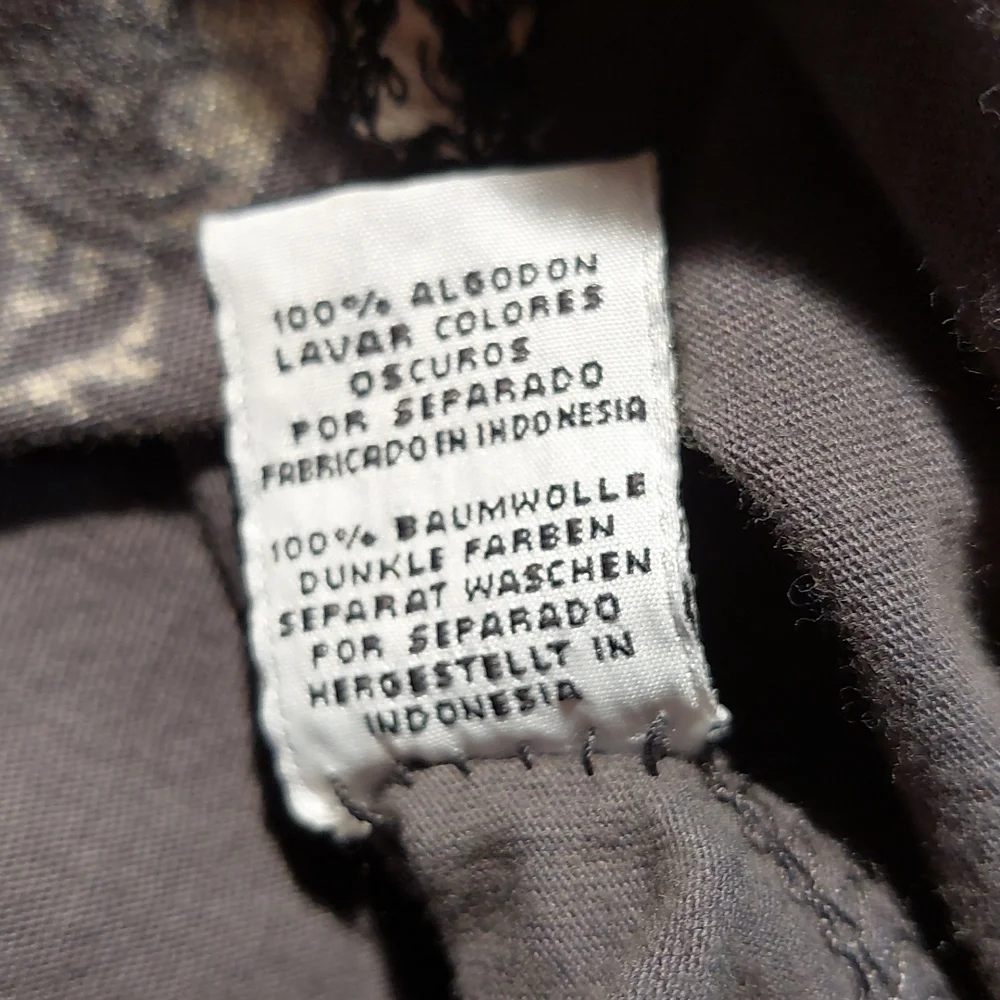 100% ALGODON
LAVAR COLORES
OSCUROS
POR SEPARADO
FABRICADO EN INDONESIA
100% BAUMWOLLE
DUNKLE FARBEN
SEPARAT WASCHEN
POR SEPARADO
HERGESTELLT IN
INDONESIA